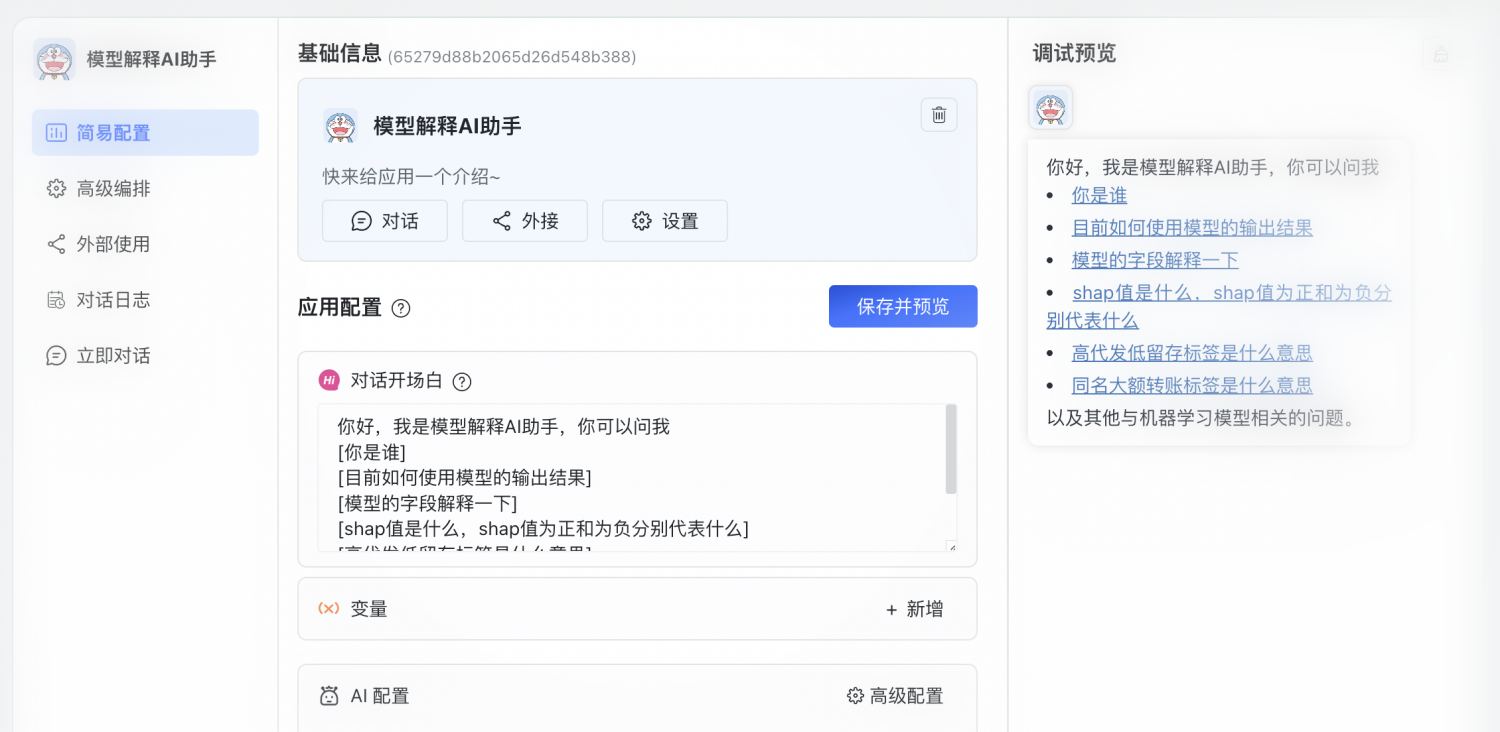 模型解释AI助手
简易配置
高级编排
外部使用
对话日志
立即对话
基础信息 (65279d88b2065d26d548b388)
模型解释AI助手
快来给应用一个介绍~
对话
外接
设置
应用配置
保存并预览
Hi 对话开场白
你好，我是模型解释AI助手，你可以问我
[你是谁]
[目前如何使用模型的输出结果]
[模型的字段解释一下]
[shap值是什么，shap值为正和为负分别代表什么]
[高代发低留存标签是什么意思]
(x) 变量
+ 新增
AI 配置
高级配置
调试预览
你好，我是模型解释AI助手，你可以问我
• 你是谁
• 目前如何使用模型的输出结果
• 模型的字段解释一下
• shap值是什么，shap值为正和为负分
别代表什么
• 高代发低留存标签是什么意思
• 同名大额转账标签是什么意思
以及其他与机器学习模型相关的问题。